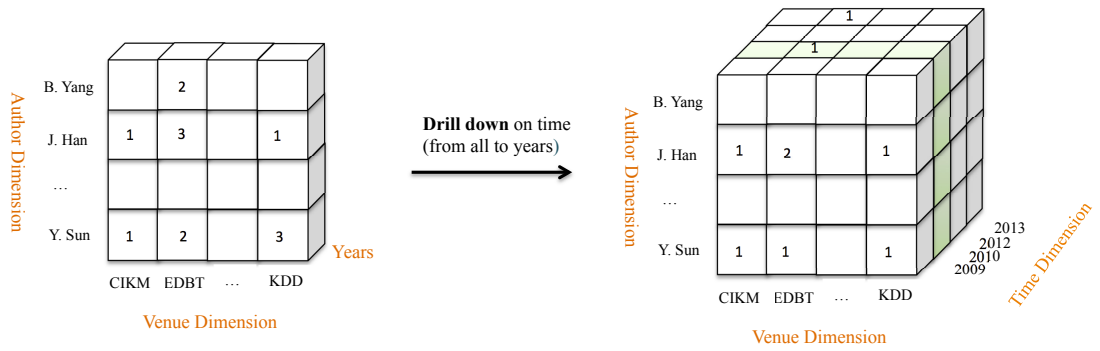 Author Dimension
B. Yang
2
J. Han
1 3 1
...
Y. Sun
1 2 3
Years
CIKM EDBT ... KDD
Venue Dimension
Drill down on time
(from all to years)
Author Dimension
1
1
B. Yang
J. Han
1 2 1
...
Y. Sun
1 1 1
2013
2012
2010
2009
Time Dimension
CIKM EDBT ... KDD
Venue Dimension